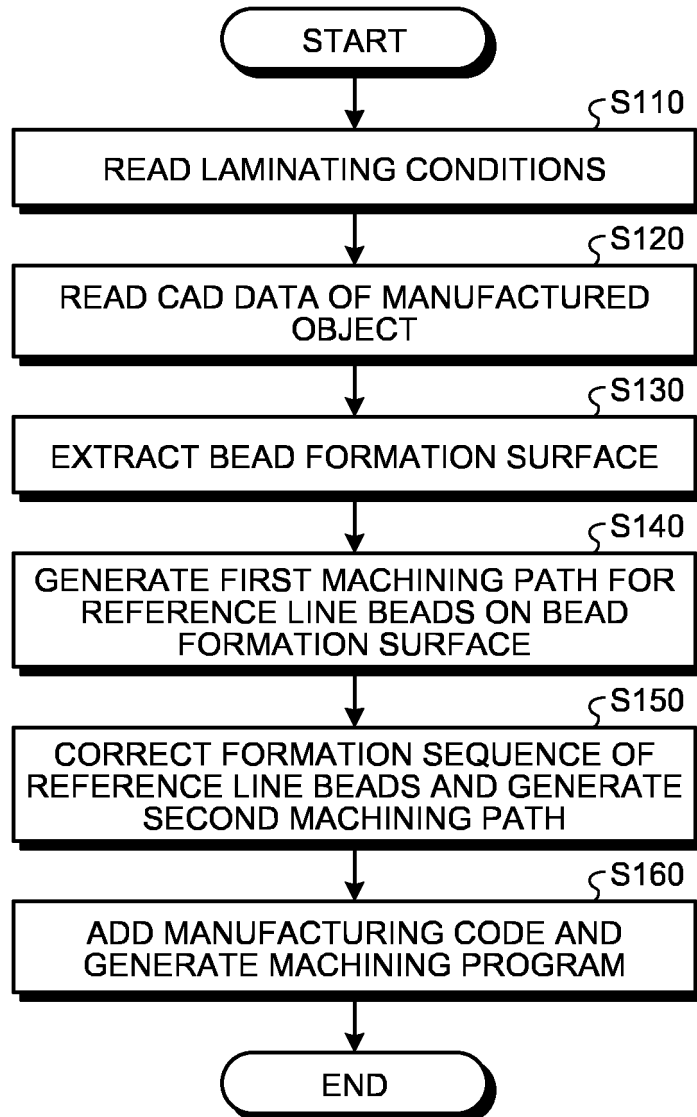 START
S110
READ LAMINATING CONDITIONS
S120
READ CAD DATA OF MANUFACTURED
OBJECT
S130
EXTRACT BEAD FORMATION SURFACE
S140
GENERATE FIRST MACHINING PATH FOR
REFERENCE LINE BEADS ON BEAD
FORMATION SURFACE
S150
CORRECT FORMATION SEQUENCE OF
REFERENCE LINE BEADS AND GENERATE
SECOND MACHINING PATH
S160
ADD MANUFACTURING CODE AND
GENERATE MACHINING PROGRAM
END